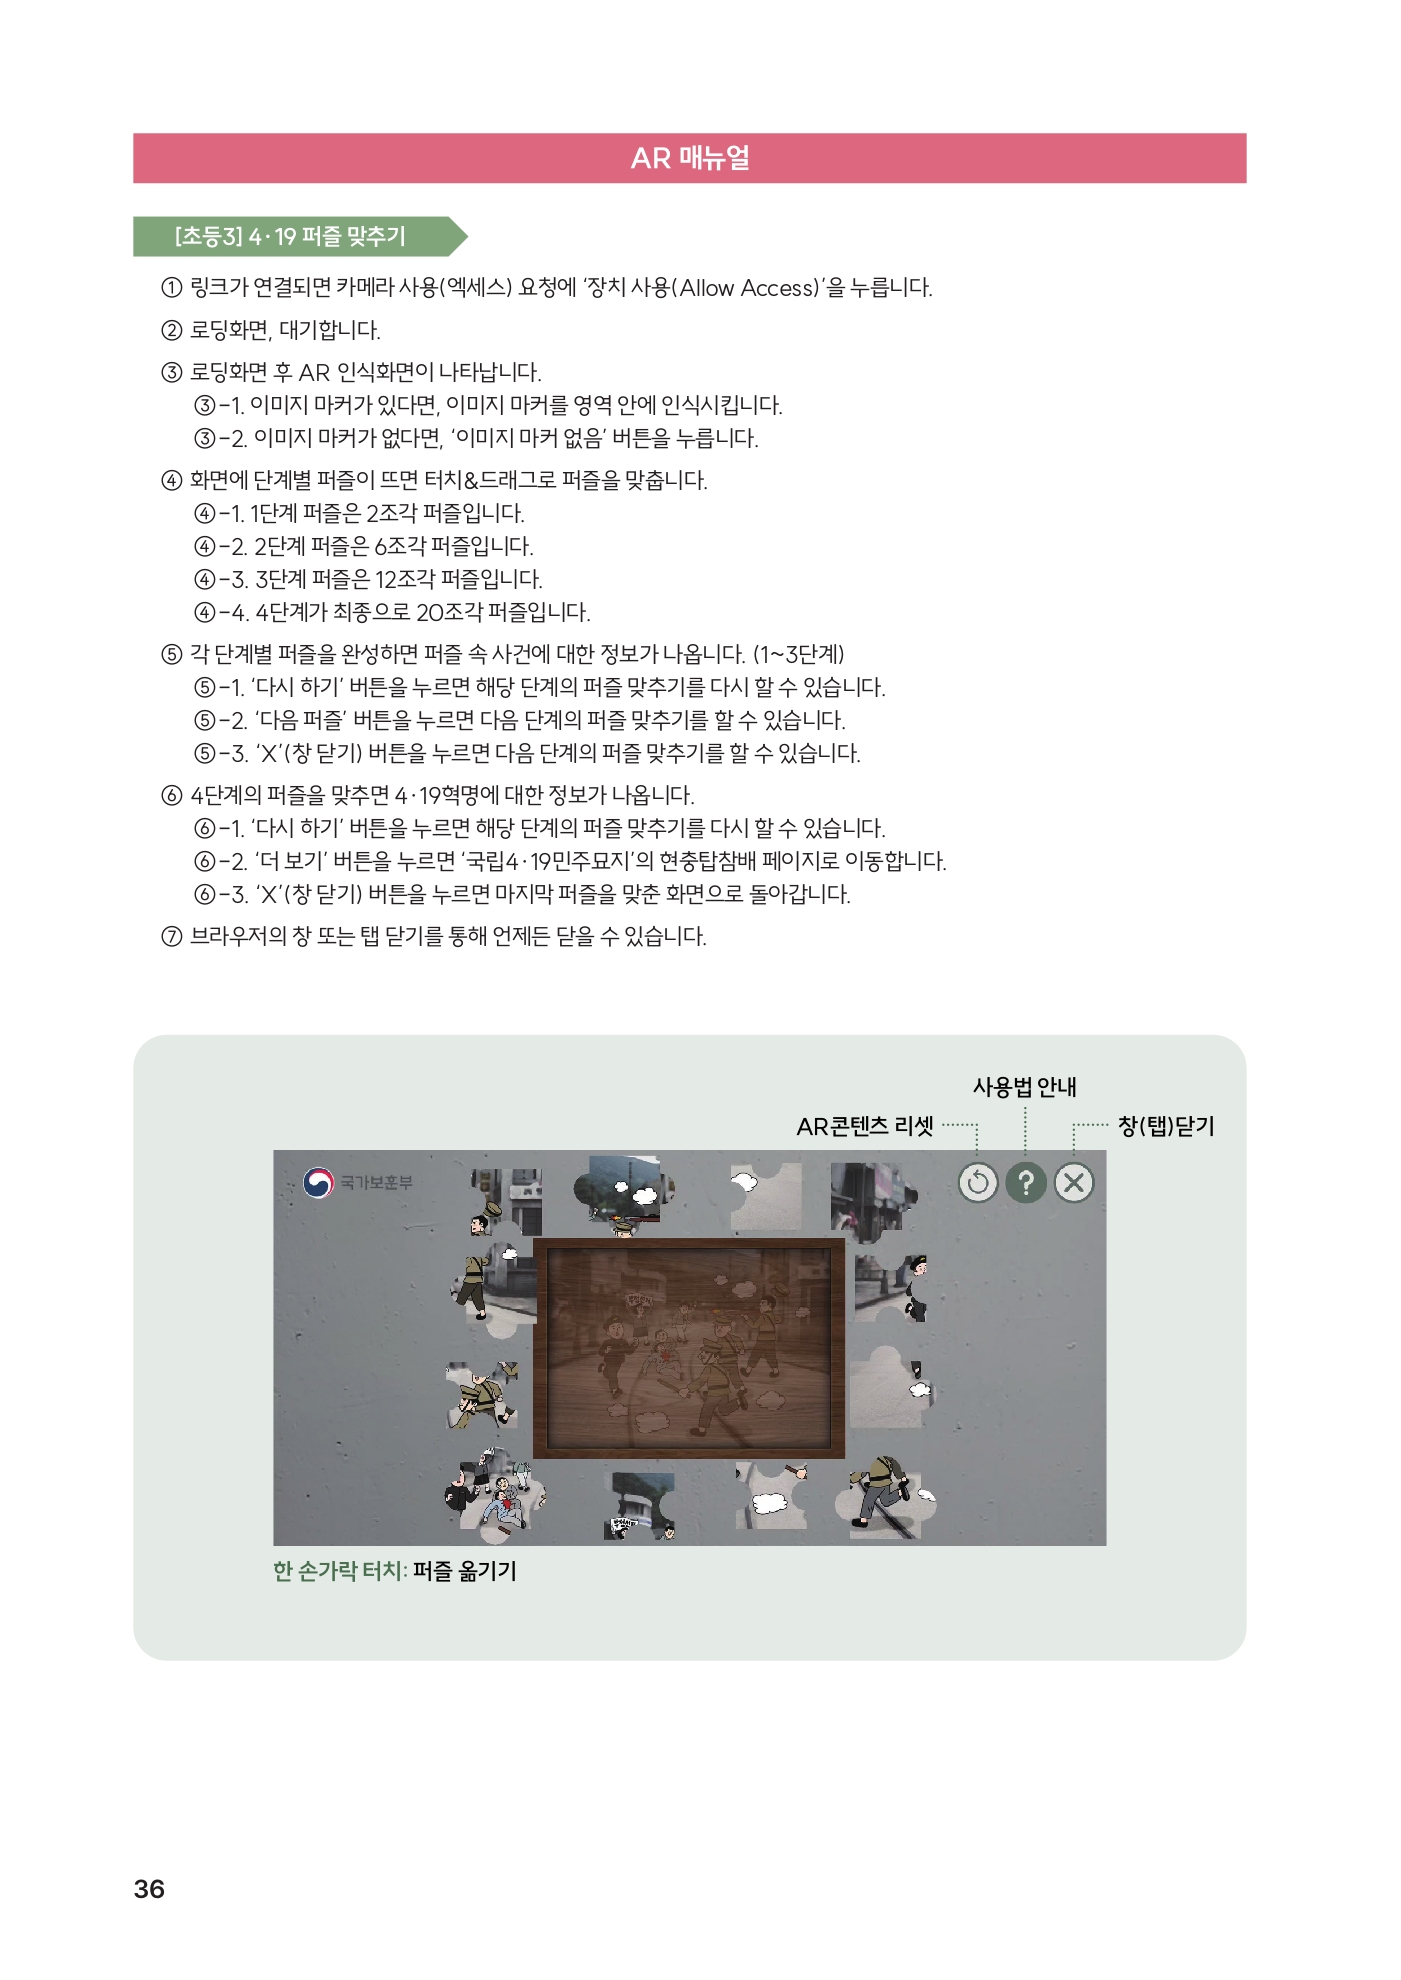 AR 매뉴얼
[초등3] 4·19 퍼즐 맞추기
① 링크가 연결되면 카메라 사용(엑세스) 요청에 ‘장치 사용(Allow Access)’을 누릅니다.
② 로딩화면, 대기합니다.
③ 로딩화면 후 AR 인식화면이 나타납니다.
③-1. 이미지 마커가 있다면, 이미지 마커를 영역 안에 인식시킵니다.
③-2. 이미지 마커가 없다면, ‘이미지 마커 없음’ 버튼을 누릅니다.
④ 화면에 단계별 퍼즐이 뜨면 터치&드래그로 퍼즐을 맞춥니다.
④-1. 1단계 퍼즐은 2조각 퍼즐입니다.
④-2. 2단계 퍼즐은 6조각 퍼즐입니다.
④-3. 3단계 퍼즐은 12조각 퍼즐입니다.
④-4. 4단계가 최종으로 20조각 퍼즐입니다.
⑤ 각 단계별 퍼즐을 완성하면 퍼즐 속 사건에 대한 정보가 나옵니다. (1~3단계)
⑤-1. ‘다시 하기’ 버튼을 누르면 해당 단계의 퍼즐 맞추기를 다시 할 수 있습니다.
⑤-2. ‘다음 퍼즐’ 버튼을 누르면 다음 단계의 퍼즐 맞추기를 할 수 있습니다.
⑤-3. ‘X’(창 닫기) 버튼을 누르면 다음 단계의 퍼즐 맞추기를 할 수 있습니다.
⑥ 4단계의 퍼즐을 맞추면 4·19혁명에 대한 정보가 나옵니다.
⑥-1. ‘다시 하기’ 버튼을 누르면 해당 단계의 퍼즐 맞추기를 다시 할 수 있습니다.
⑥-2. ‘더 보기’ 버튼을 누르면 ‘국립4·19민주묘지’의 현충탑참배 페이지로 이동합니다.
⑥-3. ‘X’(창 닫기) 버튼을 누르면 마지막 퍼즐을 맞춘 화면으로 돌아갑니다.
⑦ 브라우저의 창 또는 탭 닫기를 통해 언제든 닫을 수 있습니다.
사용법 안내
AR콘텐츠 리셋
창(탭)닫기
국가보훈부
?
한 손가락 터치: 퍼즐 옮기기
36